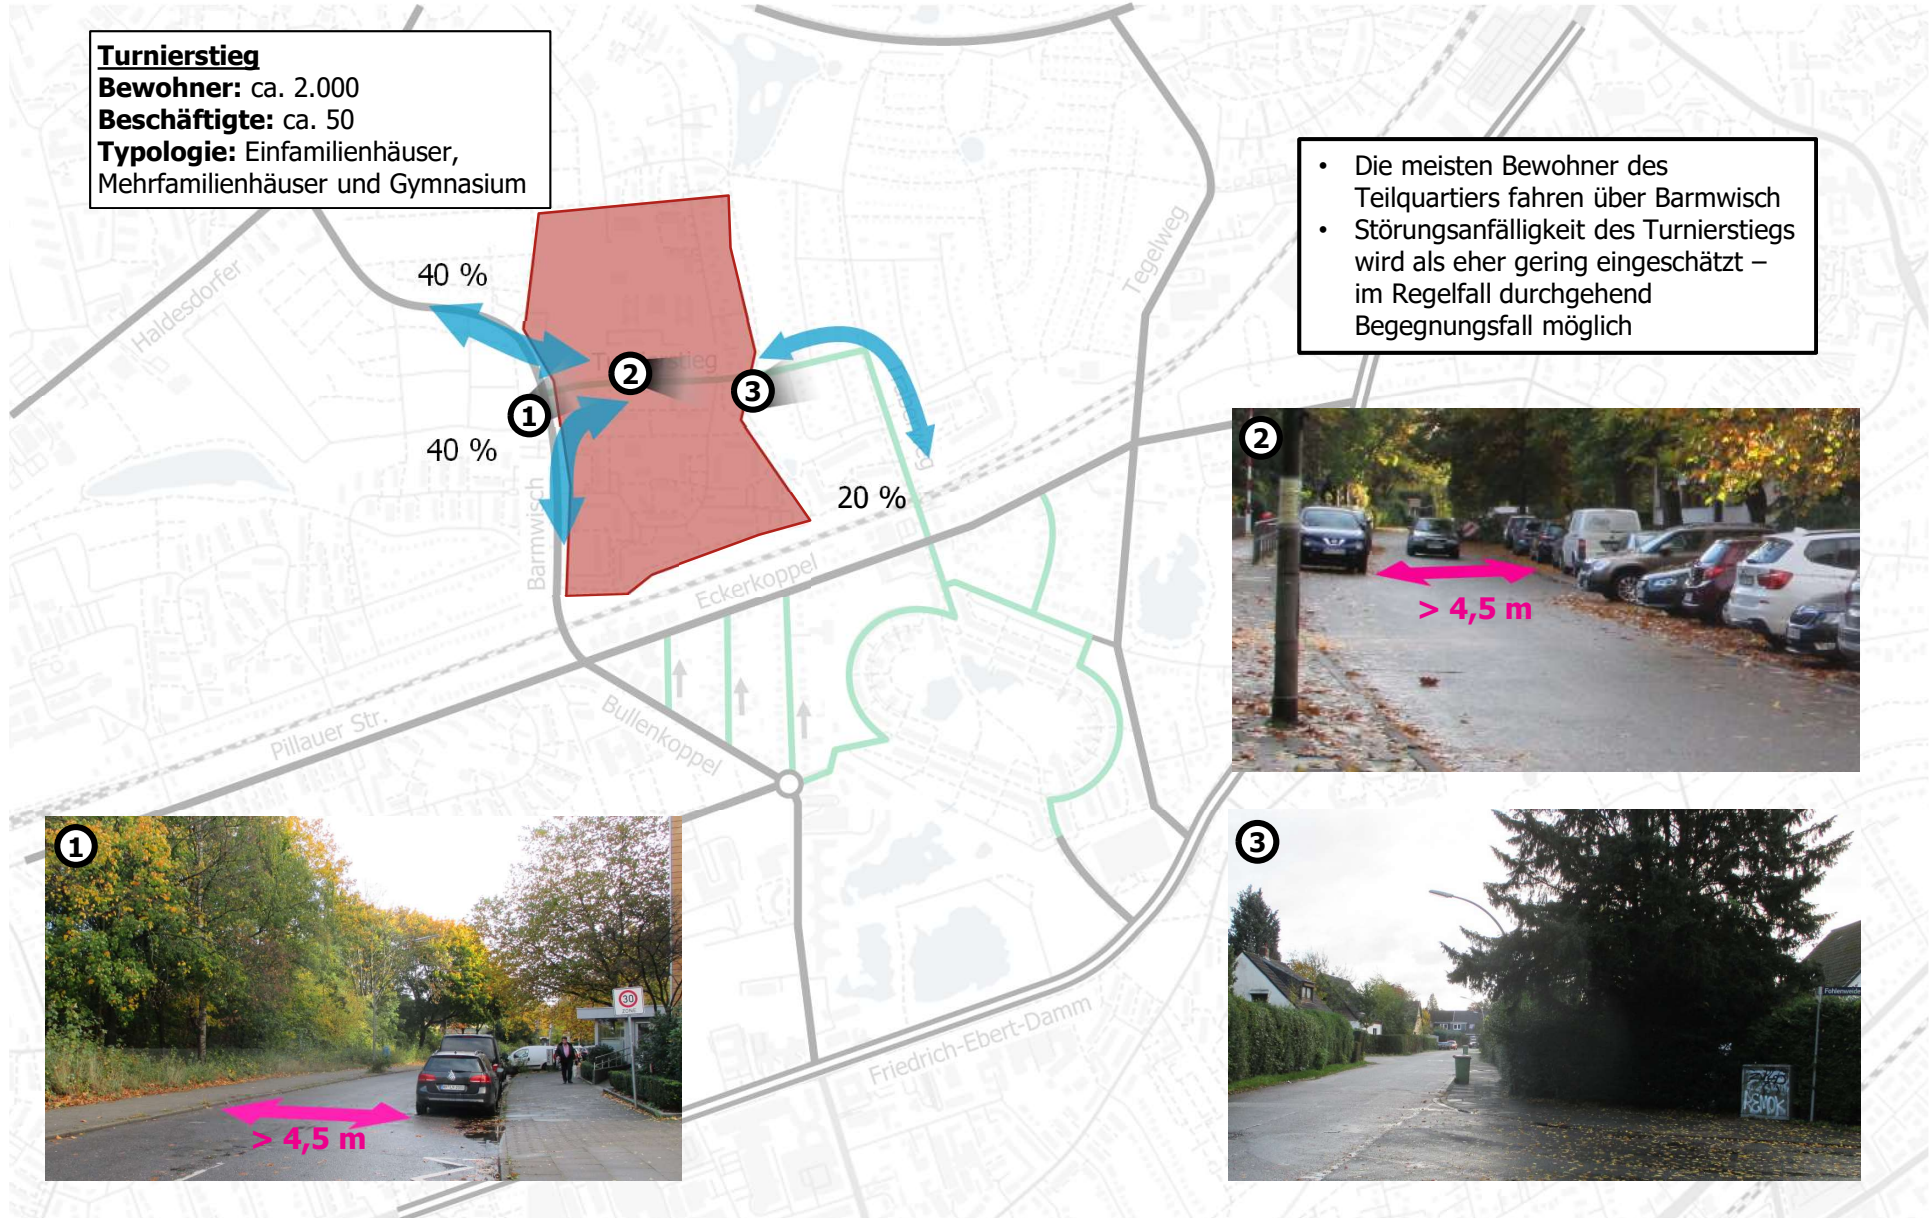 Turnierstieg
Bewohner: ca. 2.000
Beschäftigte: ca. 50
Typologie: Einfamilienhäuser,
Mehrfamilienhäuser und Gymnasium
• Die meisten Bewohner des
Teilquartiers fahren über Barmwisch
• Störungsanfälligkeit des Turnierstiegs
wird als eher gering eingeschätzt –
im Regelfall durchgehend
Begegnungsfall möglich
Haldesdorfer
40 %
Tegelweg
2
3
1
40 %
20 %
Barmwisch
Eckerkoppel
Pillauer Str.
Bullenkoppel
Friedrich-Ebert-Damm
2
> 4,5 m
1
30
ZONE
> 4,5 m
3
Fohlenweide
REMOK